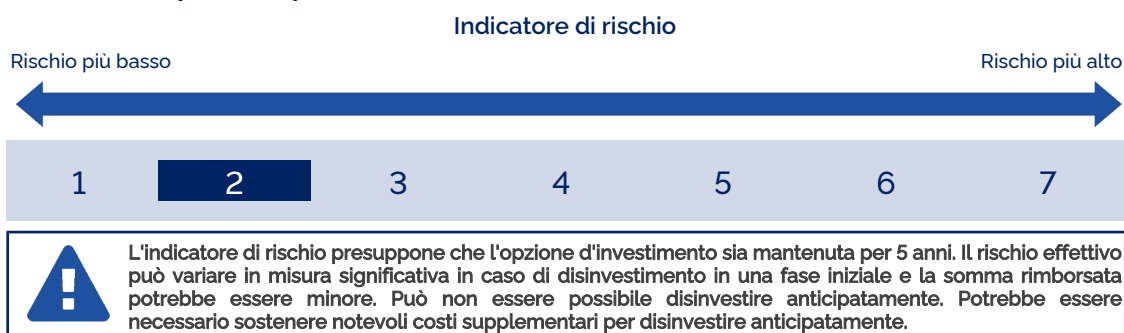 Indicatore di rischio
Rischio più basso Rischio più alto
1 2 3 4 5 6 7
L'indicatore di rischio presuppone che l'opzione d'investimento sia mantenuta per 5 anni. Il rischio effettivo
può variare in misura significativa in caso di disinvestimento in una fase iniziale e la somma rimborsata
potrebbe essere minore. Può non essere possibile disinvestire anticipatamente. Potrebbe essere
necessario sostenere notevoli costi supplementari per disinvestire anticipatamente.